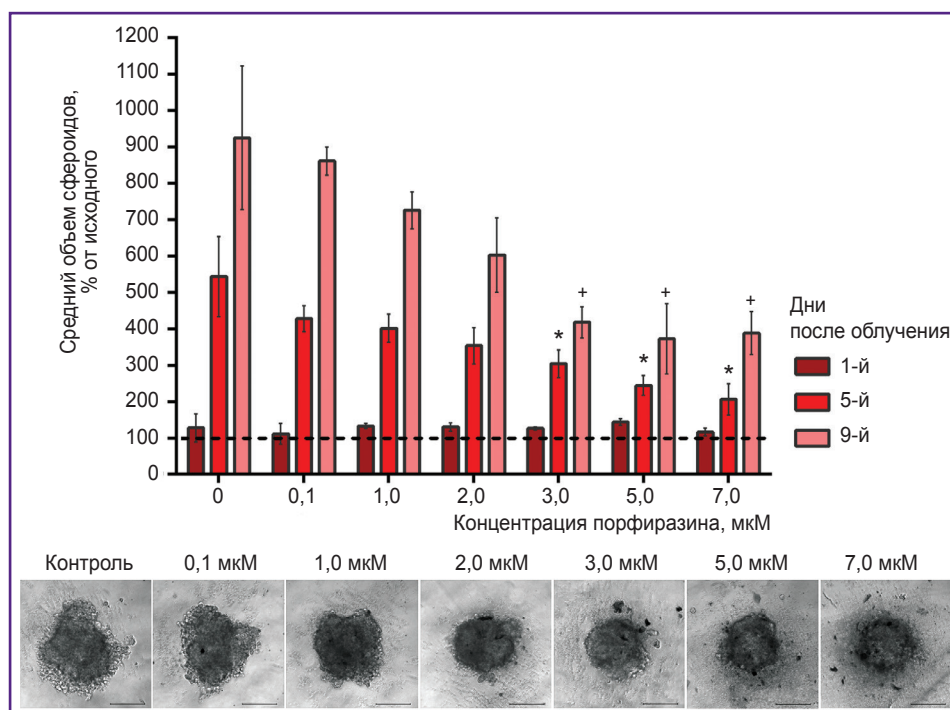 Средний объем сфероидов,
% от исходного
1200
1100
1000
900
800
700
600
500
400
300
200
100
0
* + * + * +
0 0,1 1,0 2,0 3,0 5,0 7,0
Концентрация порфиразина, мкМ
Дни
после облучения
1-й
5-й
9-й
Контроль 0,1 мкМ 1,0 мкМ 2,0 мкМ 3,0 мкМ 5,0 мкМ 7,0 мкМ